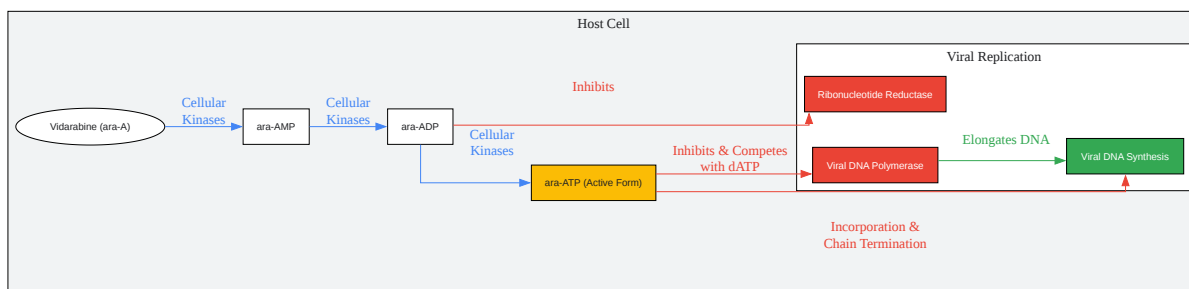 Host Cell
Viral Replication
Inhibits
Ribonucleotide Reductase
Cellular
Kinases
Cellular
Kinases
Vidarabine (ara-A)
ara-AMP
ara-ADP
Cellular
Kinases
Elongates DNA
Inhibits & Competes
with dATP
Viral DNA Polymerase
Viral DNA Synthesis
ara-ATP (Active Form)
Incorporation &
Chain Termination